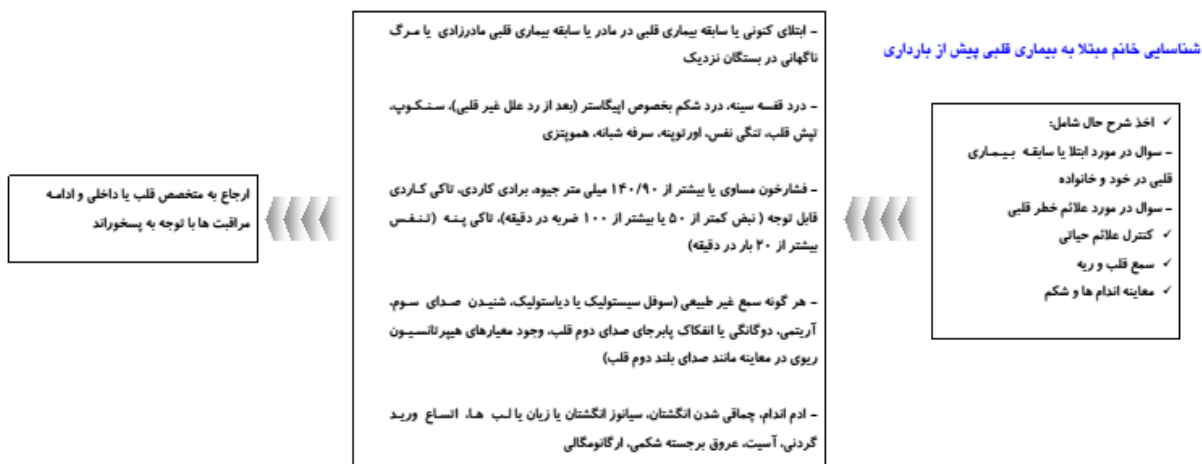 شناسایی خانم مبتلا به بیماری قلبی پیش از بارداری
✓ اخذ شرح حال شامل:
- سوال در مورد ابتلا یا سابقه بیماری
قلبی در خود و خانواده
- سوال در مورد علائم خطر قلبی
✓ کنترل علائم حیاتی
✓ سمع قلب و ریه
✓ معاینه اندام ها و شکم
- ابتلای کنونی یا سابقه بیماری قلبی در مادر یا سابقه بیماری قلبی مادرزادی یا مرگ
ناگهانی در بستگان نزدیک
- درد قفسه سینه، درد شکم بخصوص اپیگاستر (بعد از رد علل غیر قلبی)، سنکوپ،
تپش قلب، تنگی نفس، اورتوپنه، سرفه شبانه، هموپتزی
- فشارخون مساوی یا بیشتر از ۱۴۰/۹۰ میلی متر جیوه، برادی کاردی، تاکی کاردی
قابل توجه ( نبض کمتر از ۵۰ یا بیشتر از ۱۰۰ ضربه در دقیقه)، تاکی پنه (تنفس
بیشتر از ۲۰ بار در دقیقه)
- هر گونه سمع غیر طبیعی (سوفل سیستولیک یا دیاستولیک، شنیدن صدای سوم،
آریتمی، دوگانگی یا انفکاک پابرجای صدای دوم قلب، وجود معیارهای هیپرتانسیون
ریوی در معاینه مانند صدای بلند دوم قلب)
- ادم اندام، چماقی شدن انگشتان، سیانوز انگشتان یا زبان یا لب ها، اتساع ورید
گردنی، آسیت، عروق برجسته شکمی، ارگانومگالی
ارجاع به متخصص قلب یا داخلی و ادامه
مراقبت ها با توجه به پسخوراند